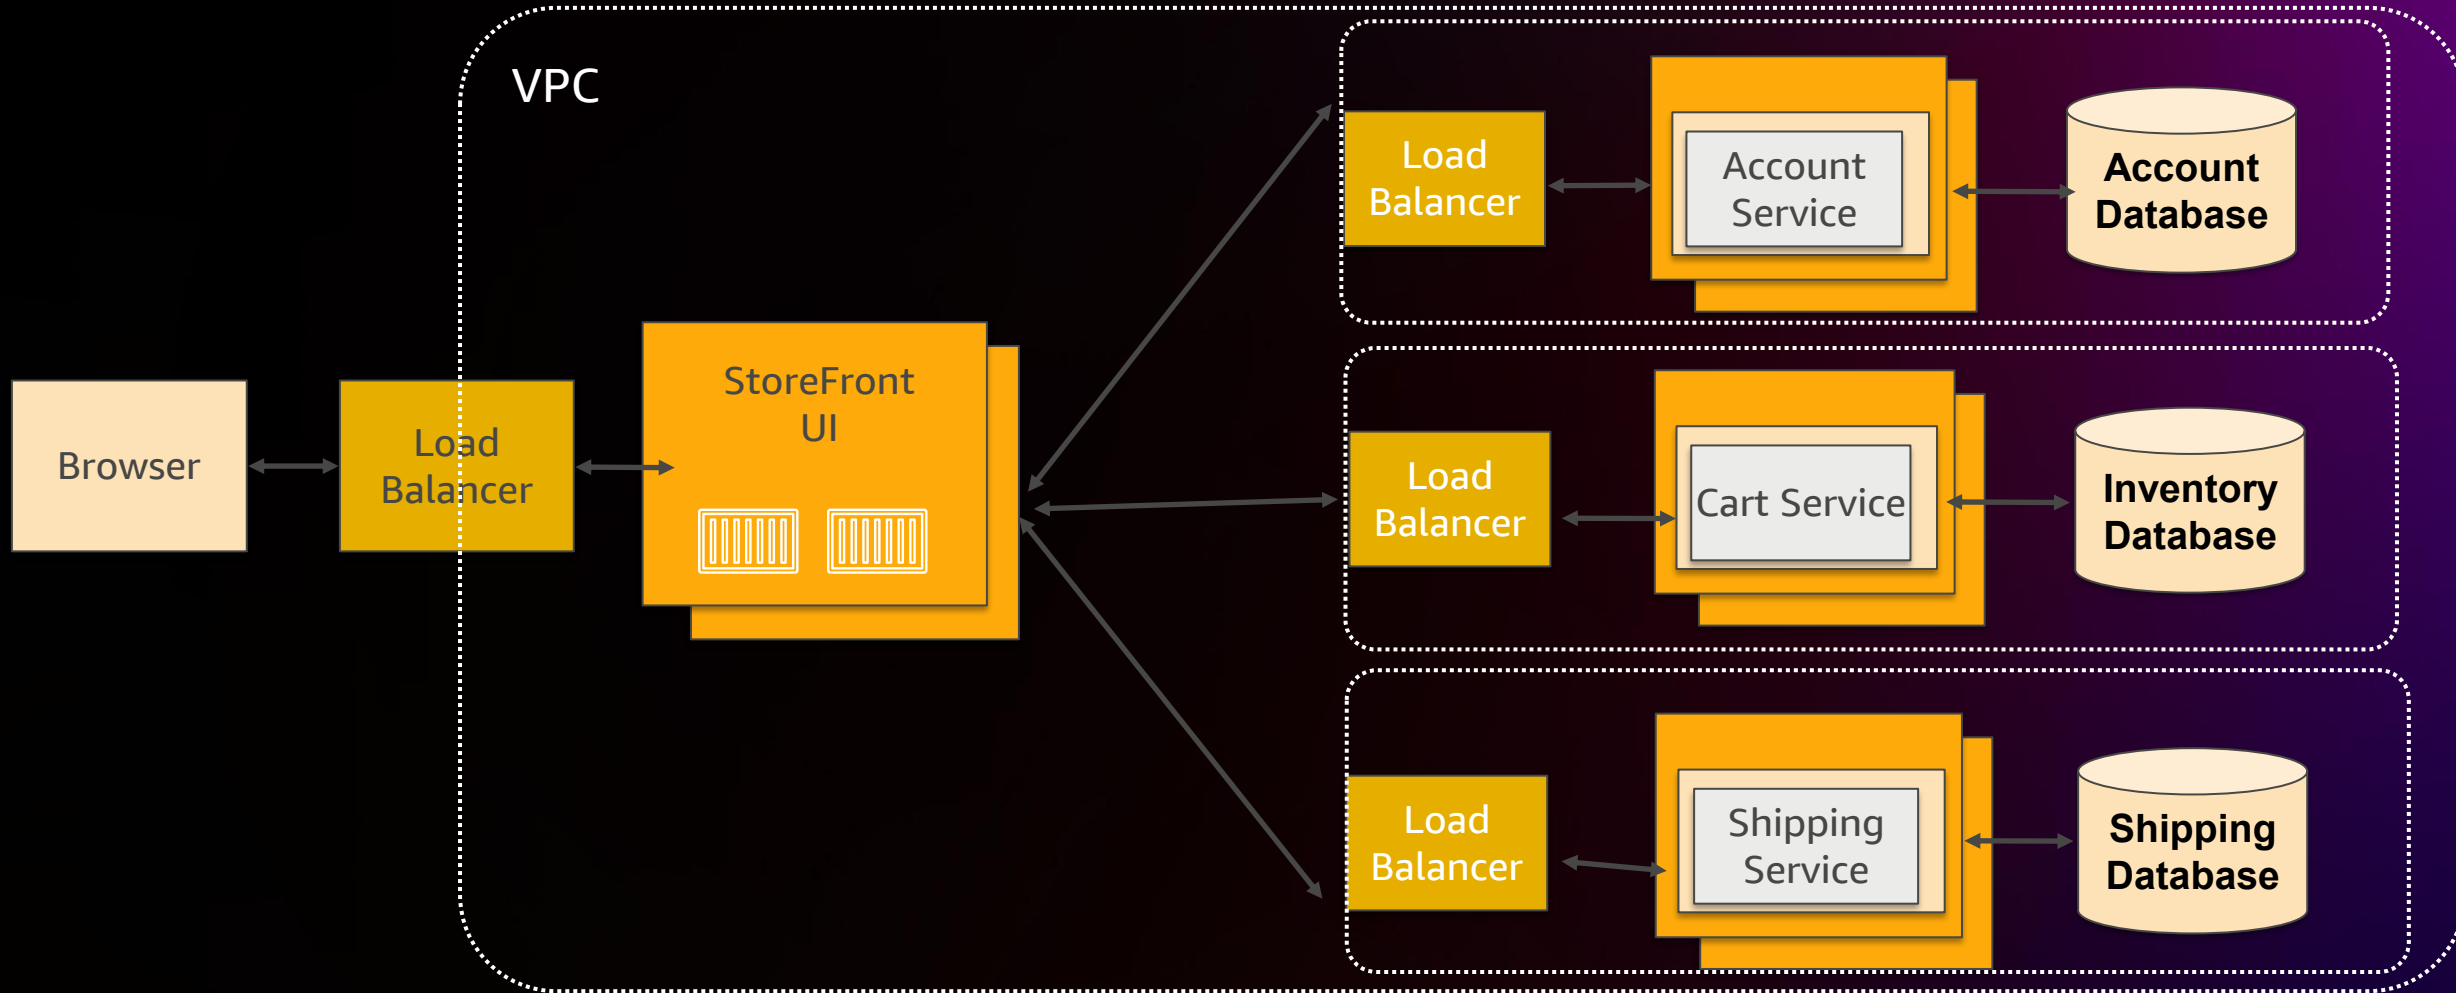 VPC
Browser
Load
Balancer
StoreFront
UI
Load
Balancer
Account
Service
Account
Database
Load
Balancer
Cart Service
Inventory
Database
Load
Balancer
Shipping
Service
Shipping
Database